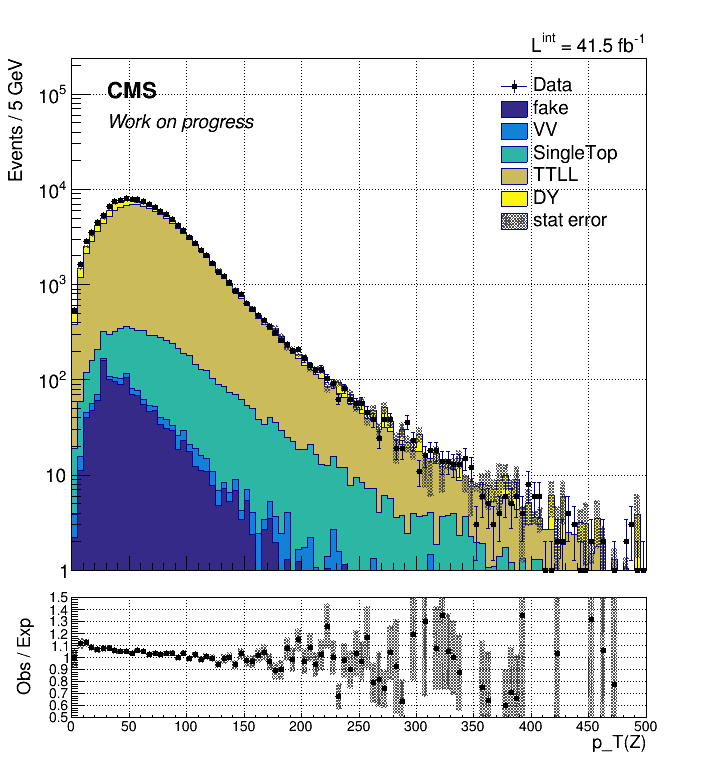 L^int = 41.5 fb^-1
Events / 5 GeV
CMS
Work on progress
Data
fake
VV
SingleTop
TTLL
DY
stat error
10^5
10^4
10^3
10^2
10
1
Obs / Exp
1.5
1.4
1.3
1.2
1.1
1
0.9
0.8
0.7
0.6
0.5
0 50 100 150 200 250 300 350 400 450 500
p_T(Z)